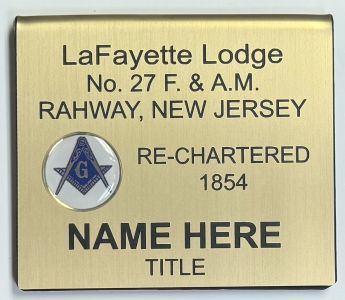 LaFayette Lodge
No. 27 F. & A.M.
RAHWAY, NEW JERSEY
G
RE-CHARTERED
1854
NAME HERE
TITLE